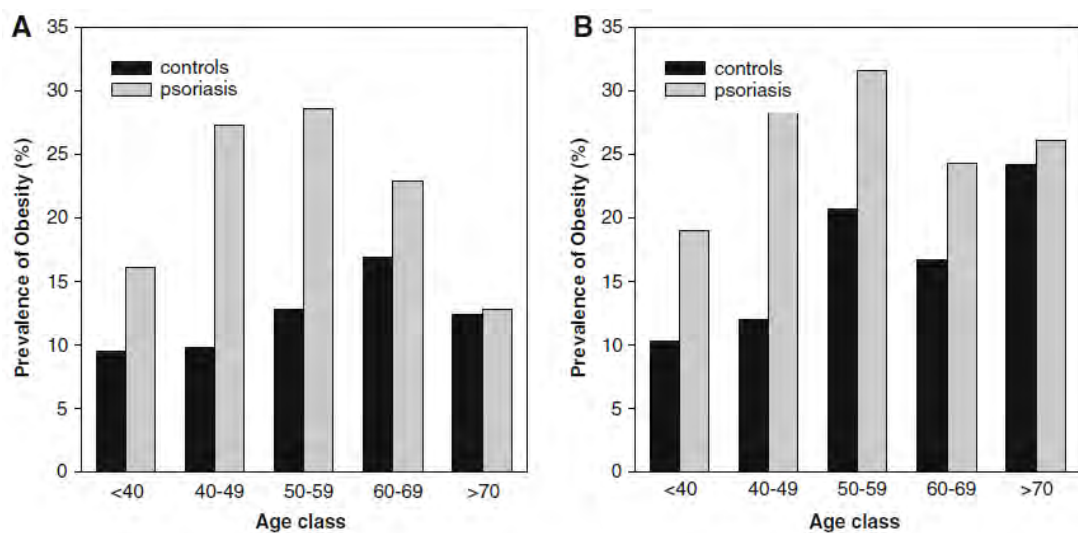 A
35
30
25
20
15
10
5
0
Prevalence of Obesity (%)
controls
psoriasis
<40 40-49 50-59 60-69 >70
Age class
B
35
30
25
20
15
10
5
0
Prevalence of Obesity (%)
controls
psoriasis
<40 40-49 50-59 60-69 >70
Age class